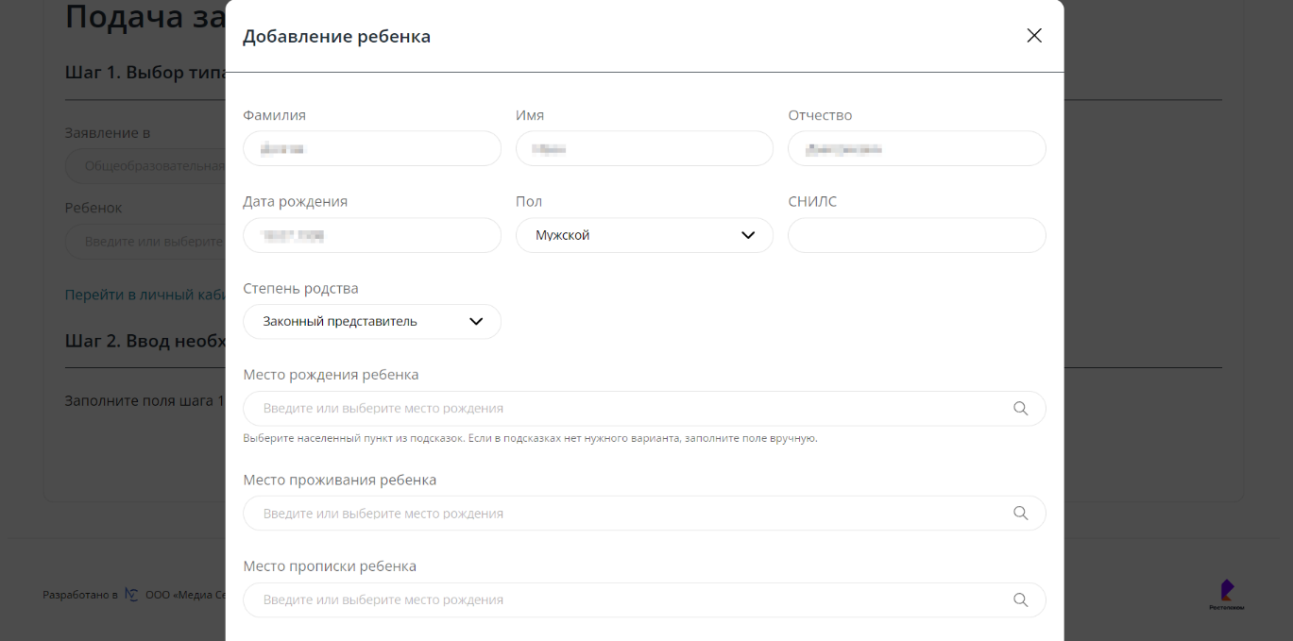 Подача за
Добавление ребенка
Шаг 1. Выбор типа
Фамилия
Имя
Отчество
Заявление в
Общеобразовательная
Дата рождения
Пол
СНИЛС
Ребенок
Введите или выберите
Мужской
Степень родства
Перейти в личный каби
Законный представитель
Шаг 2. Ввод необх
Место рождения ребенка
Заполните поля шага 1
Введите или выберите место рождения
Выберите населенный пункт из подсказок. Если в подсказках нет нужного варианта, заполните поле вручную.
Место проживания ребенка
Введите или выберите место рождения
Место прописки ребенка
Разработано в
ООО «Медиа Се
Введите или выберите место рождения
Ростелеком